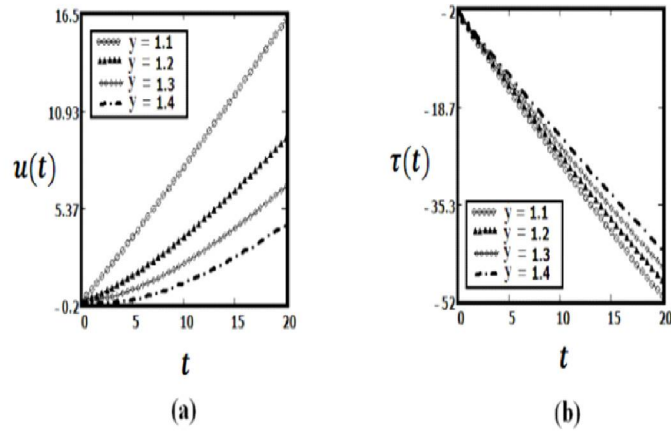 16.5
10.93
5.37
-0.2
u(t)
y = 1.1
y = 1.2
y = 1.3
y = 1.4
0 5 10 15 20
t
(a)
-2
-18.7
-35.3
-52
τ(t)
y = 1.1
y = 1.2
y = 1.3
y = 1.4
0 5 10 15 20
t
(b)